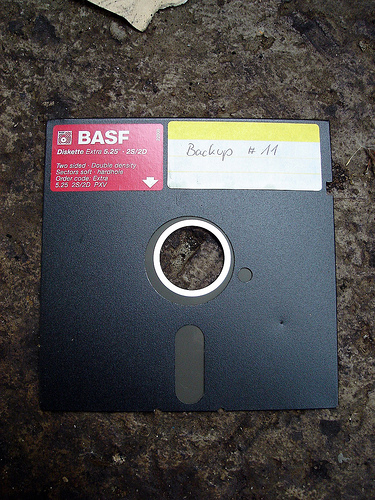 BASF
Diskette Extra 5.25 · 2S/2D
Two sided · Double density
Sectors soft · hardhole
Order code: Extra
5.25 2S/2D PXV
Backup # 11